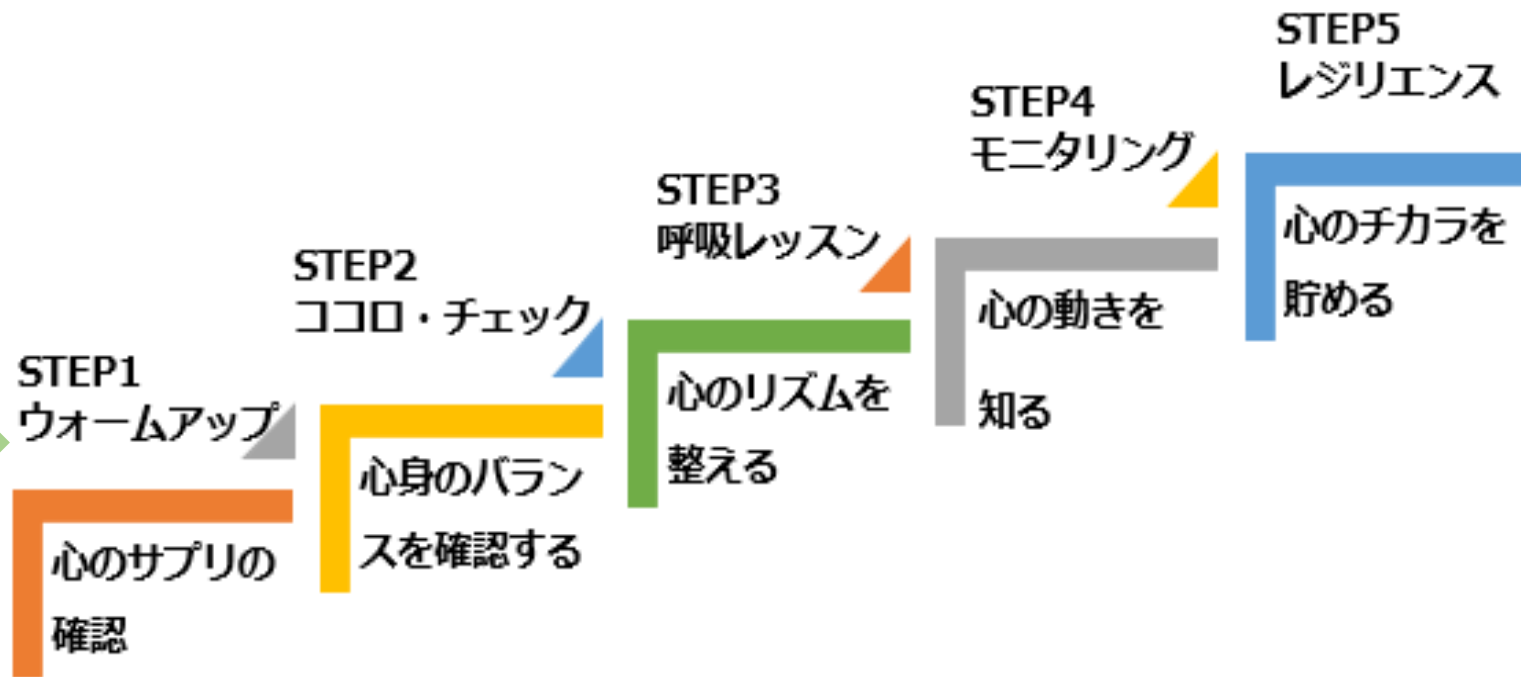 STEP1
ウォームアップ
心のサプリの
確認
STEP2
ココロ・チェック
心身のバラン
スを確認する
STEP3
呼吸レッスン
心のリズムを
整える
STEP4
モニタリング
心の動きを
知る
STEP5
レジリエンス
心のチカラを
貯める